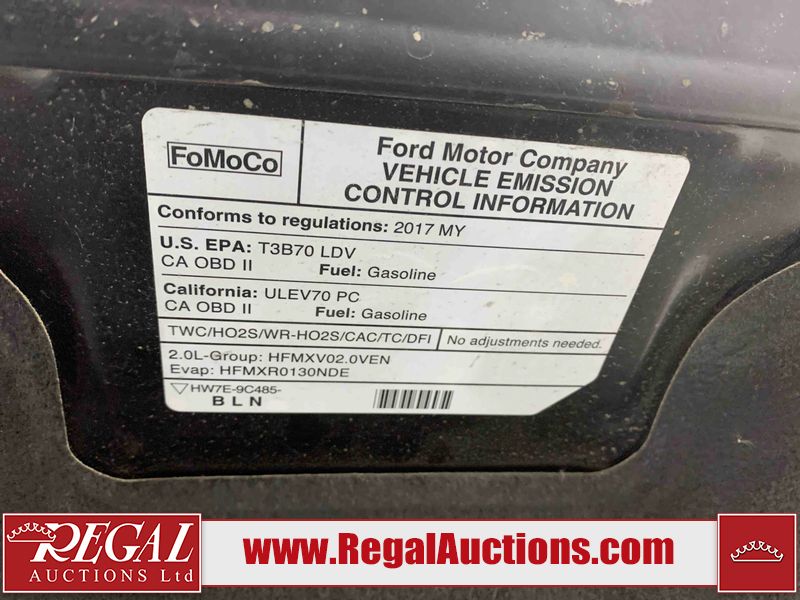 FoMoCo
Ford Motor Company
VEHICLE EMISSION
CONTROL INFORMATION
Conforms to regulations: 2017 MY
U.S. EPA: T3B70 LDV
CA OBD II Fuel: Gasoline
California: ULEV70 PC
CA OBD II Fuel: Gasoline
TWC/HO2S/WR-HO2S/CAC/TC/DFI No adjustments needed.
2.0L-Group: HFMXV02.0VEN
Evap: HFMXR0130NDE
HW7E-9C485-
BLN
REGAL
AUCTIONS Ltd
www.RegalAuctions.com